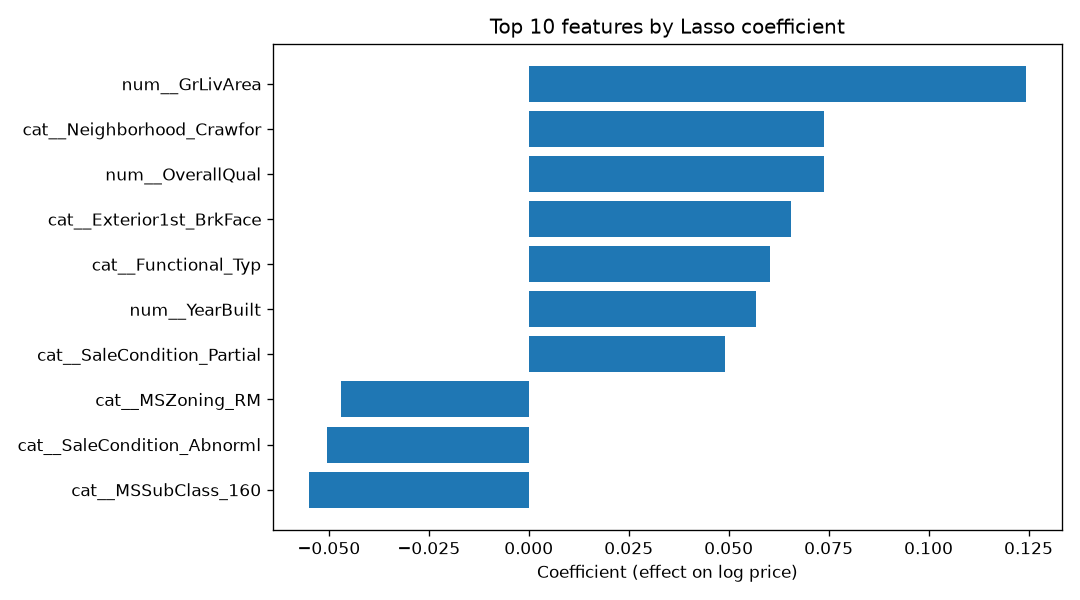 Top 10 features by Lasso coefficient
num__GrLivArea
cat__Neighborhood_Crawfor
num__OverallQual
cat__Exterior1st_BrkFace
cat__Functional_Typ
num__YearBuilt
cat__SaleCondition_Partial
cat__MSZoning_RM
cat__SaleCondition_Abnorml
cat__MSSubClass_160
−0.050 −0.025 0.000 0.025 0.050 0.075 0.100 0.125
Coefficient (effect on log price)